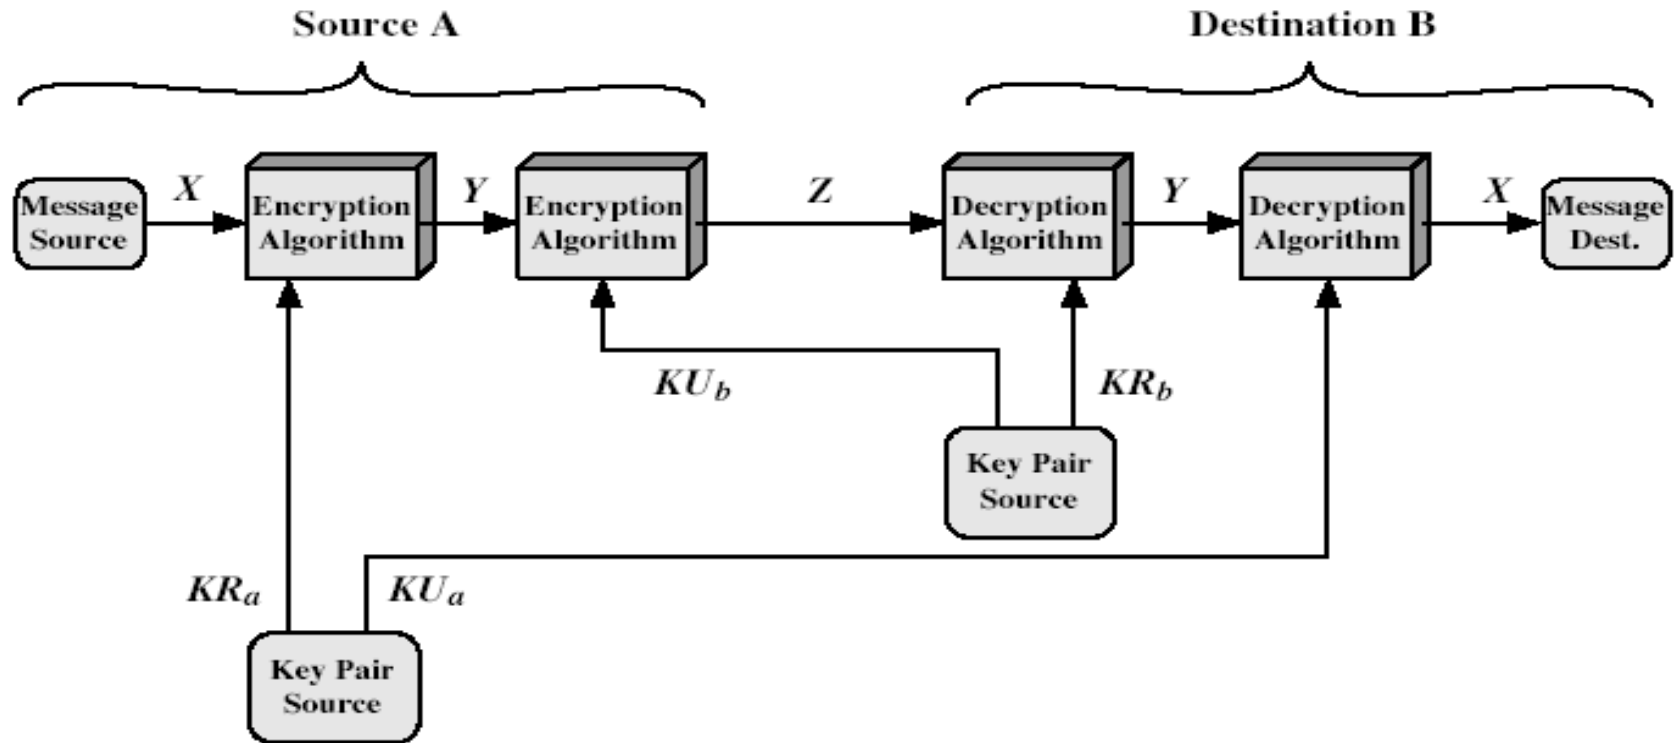 Source A
Destination B
Message
Source
X
Encryption
Algorithm
Y
Encryption
Algorithm
Z
Decryption
Algorithm
Y
Decryption
Algorithm
X
Message
Dest.
KUb
KRb
Key Pair
Source
KRa
KUa
Key Pair
Source